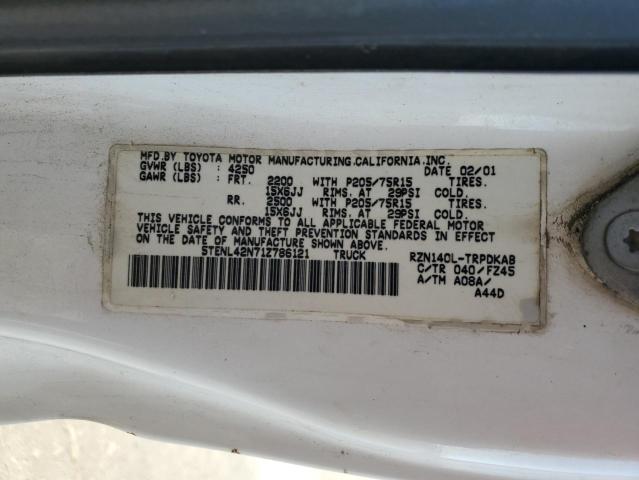 MFD.BY TOYOTA MOTOR MANUFACTURING.CALIFORNIA.INC.
GVWR (LBS) : 4250 DATE 02/01
GAWR (LBS) : FRT. 2200 WITH P205/75R15 TIRES.
15X6JJ RIMS. AT 29PSI COLD.
RR. 2500 WITH P205/75R15 TIRES.
15X6JJ RIMS. AT 29PSI COLD.
THIS VEHICLE CONFORMS TO ALL APPLICABLE FEDERAL MOTOR
VEHICLE SAFETY AND THEFT PREVENTION STANDARDS IN EFFECT
ON THE DATE OF MANUFACTURE SHOWN ABOVE.
5TENL42N71Z786121 TRUCK RZN140L-TRPDKAB
C/TR 040/FZ45
A/TM A08A/
A44D